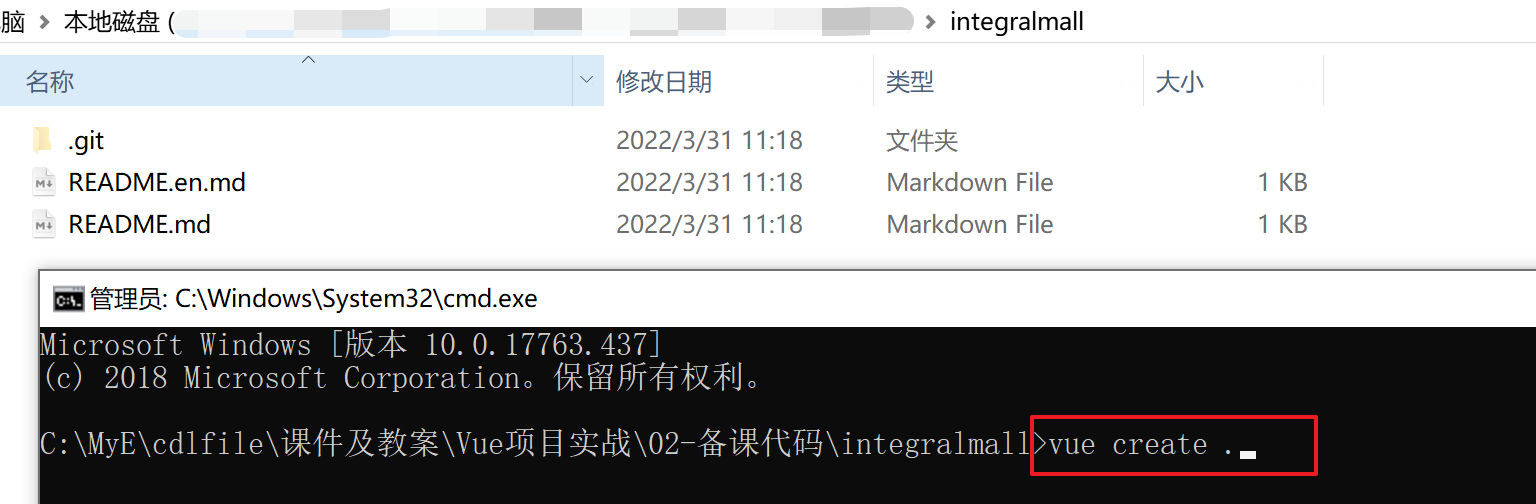 脑 > 本地磁盘 ( > integralmall
名称 修改日期 类型 大小
.git 2022/3/31 11:18 文件夹
README.en.md 2022/3/31 11:18 Markdown File 1 KB
README.md 2022/3/31 11:18 Markdown File 1 KB
管理员: C:\Windows\System32\cmd.exe
Microsoft Windows [版本 10.0.17763.437]
(c) 2018 Microsoft Corporation。保留所有权利。
C:\MyE\cdlfile\课件及教案\Vue项目实战\02-备课代码\integralmall>vue create .